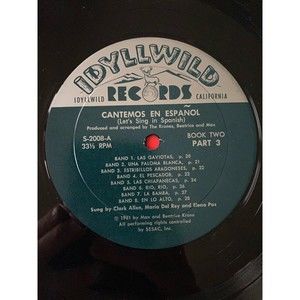 IDYLLWILD
IDYLLWILD RECORDS CALIFORNIA
CANTEMOS EN ESPAÑOL
(Let's Sing in Spanish)
Produced and arranged by The Krones, Beatrice and Max
S-2008-A
33⅓ RPM
BOOK TWO
PART 3
BAND 1. LAS GAVIOTAS, p. 20
BAND 2. UNA PALOMA BLANCA, p. 21
BAND 3. ESTRIBILLOS ARAGONESES, p. 22
BAND 4. EL PESCADOR, p. 23
BAND 5. LAS CHIAPANECAS, p. 24
BAND 6. RIO, RIO, p. 26
BAND 7. LA BAMBA, p. 27
BAND 8. EN LO ALTO, p. 28
Sung by Clark Allen, Maria Del Rey and Elena Paz
© 1961 by Max and Beatrice Krone
All performing rights controlled
by SESAC, Inc.